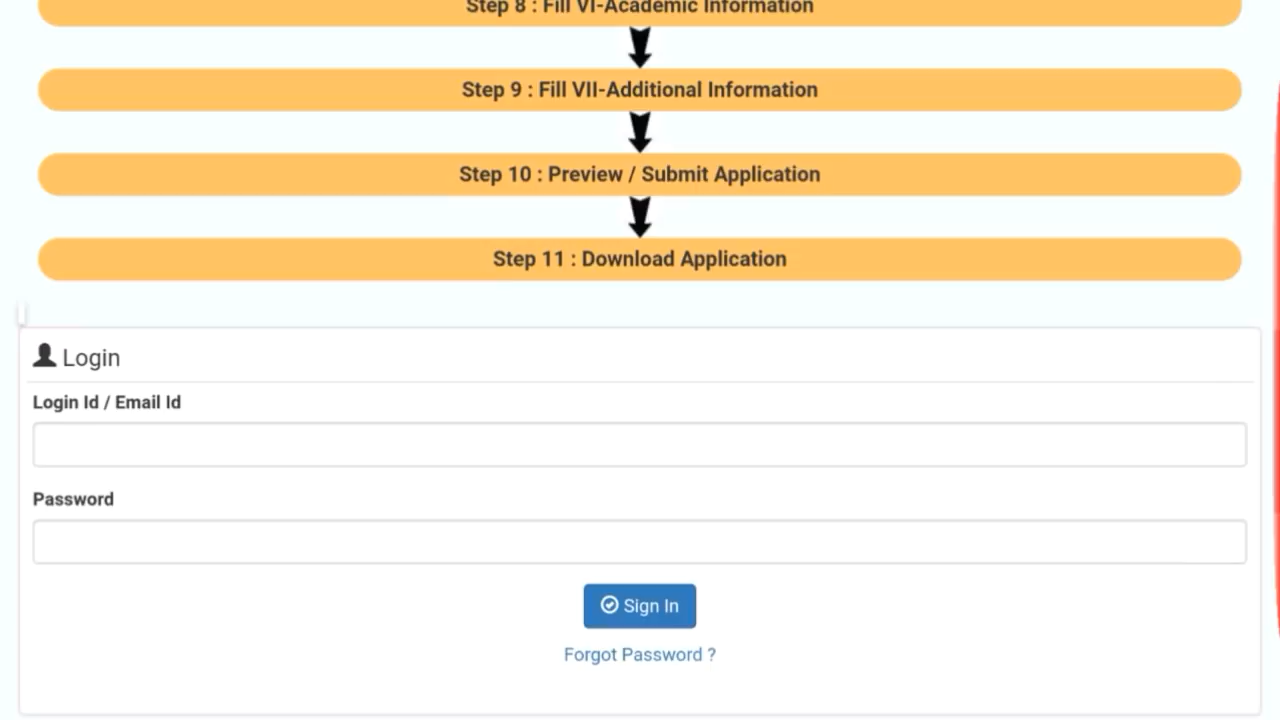 Step 8 : Fill VI-Academic Information
Step 9 : Fill VII-Additional Information
Step 10 : Preview / Submit Application
Step 11 : Download Application
Login
Login Id / Email Id
Password
Sign In
Forgot Password ?